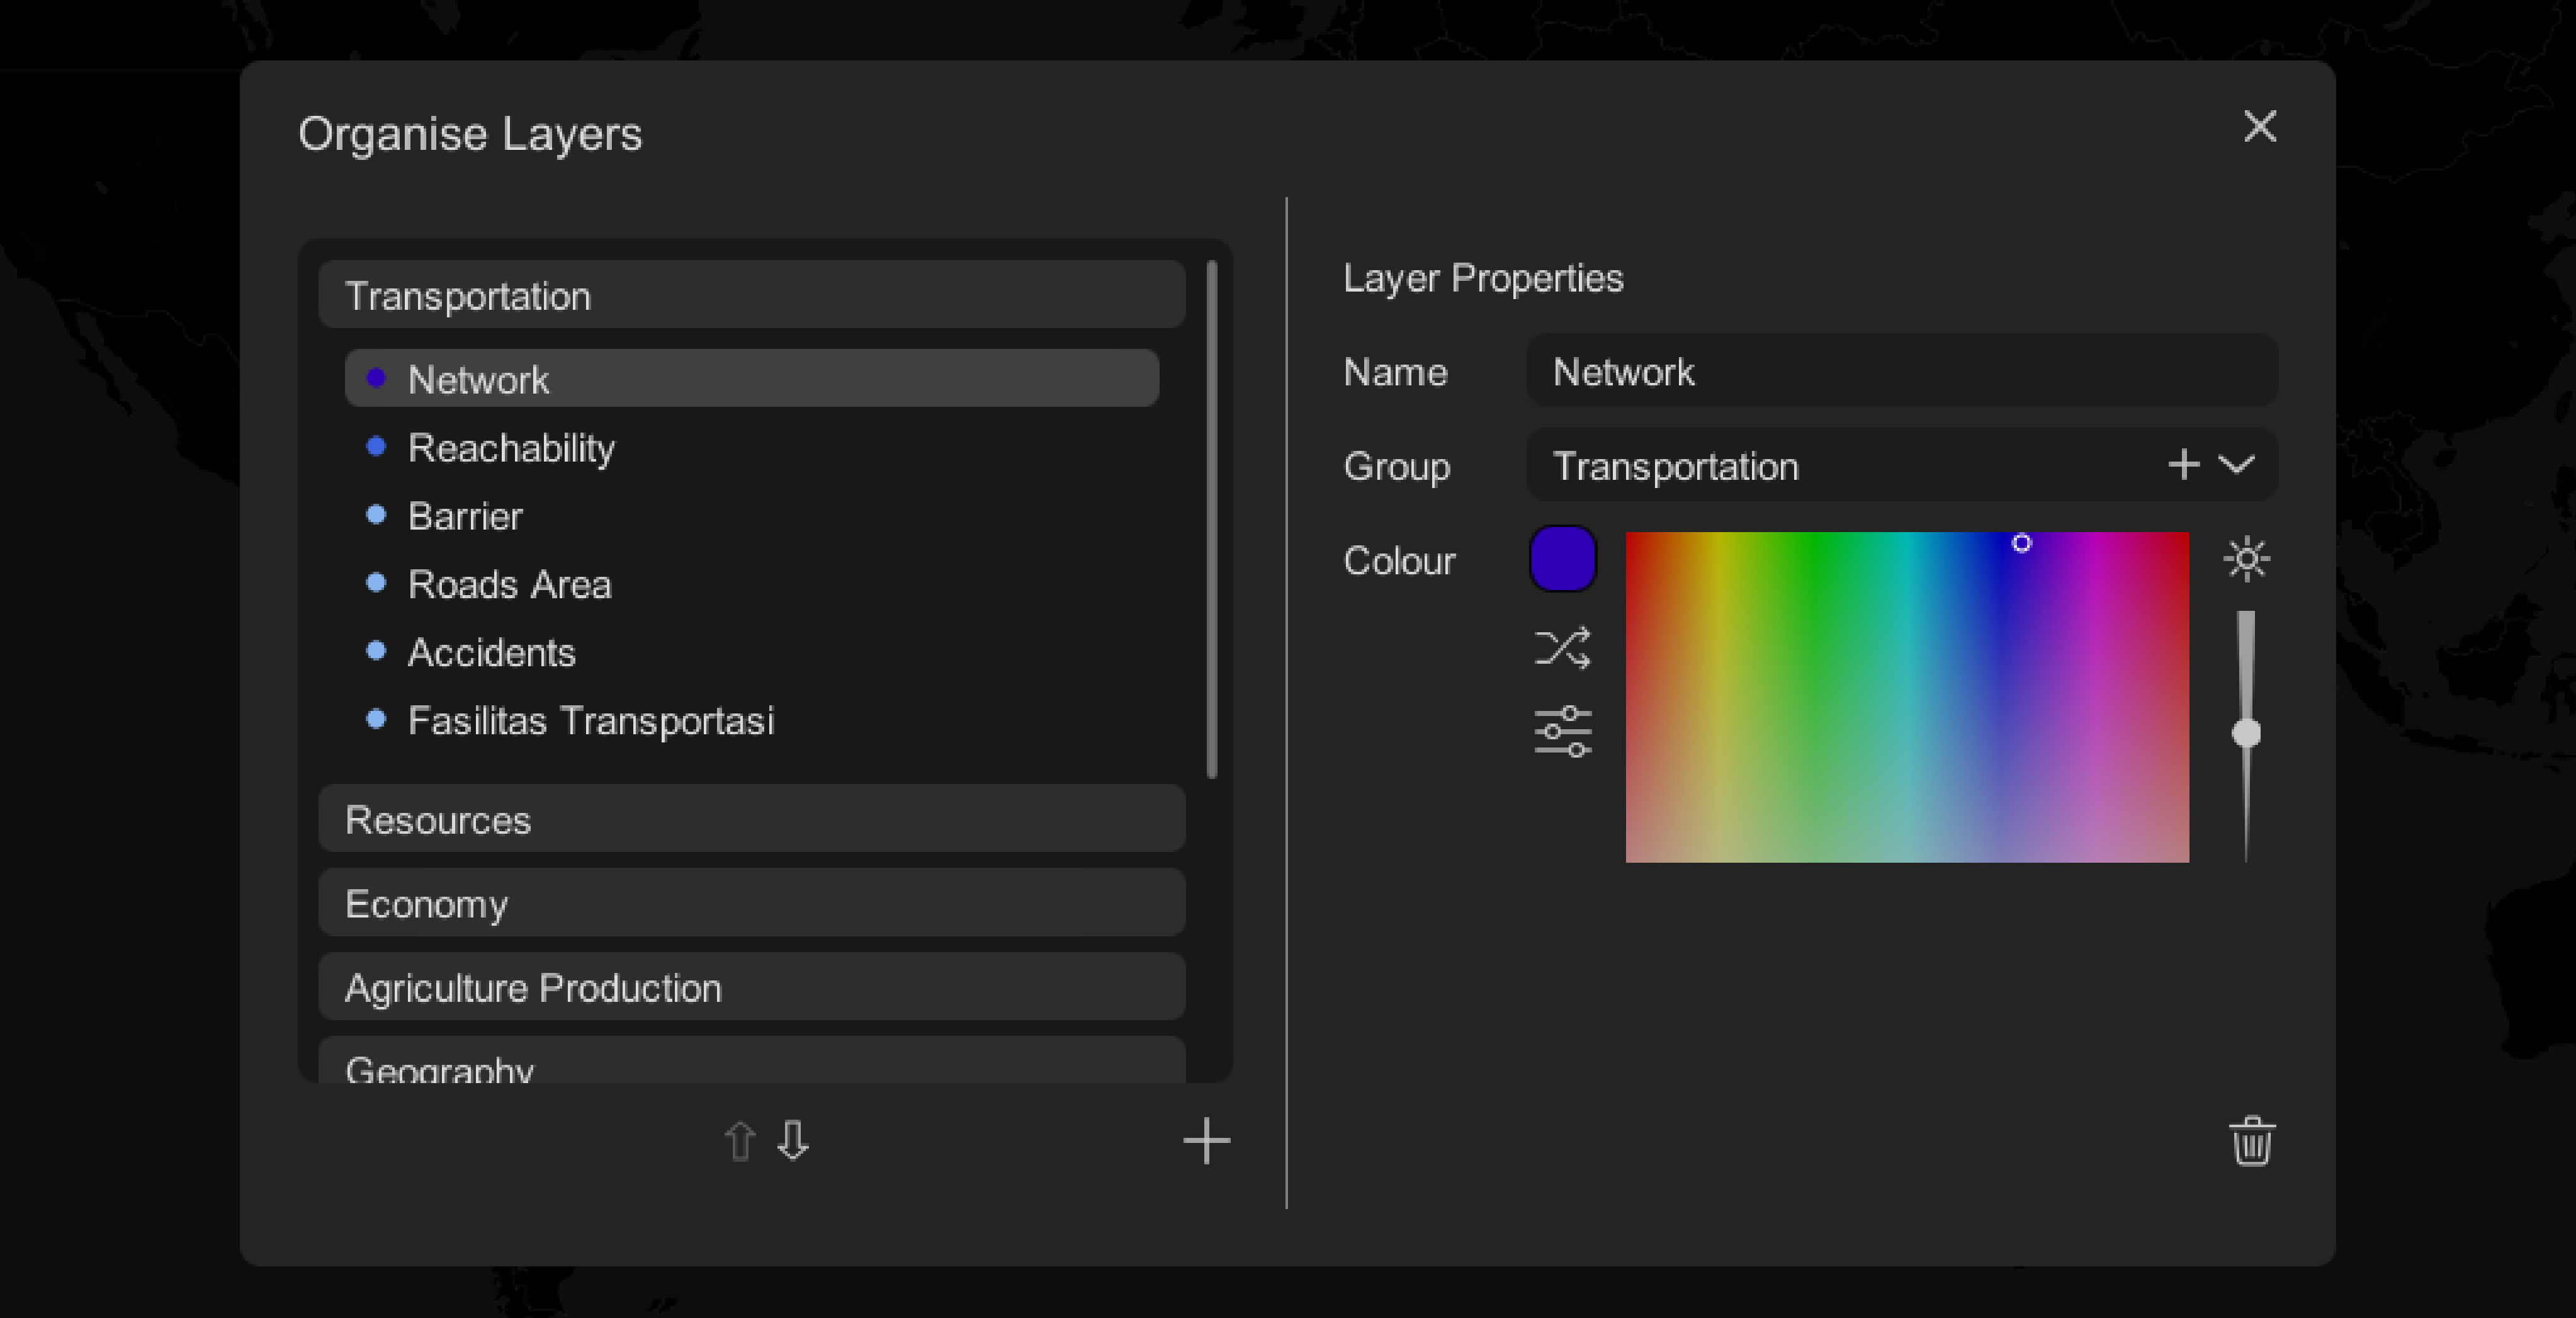 Organise Layers
Transportation
Network
Reachability
Barrier
Roads Area
Accidents
Fasilitas Transportasi
Resources
Economy
Agriculture Production
Geography
Layer Properties
Name
Network
Group
Transportation
Colour